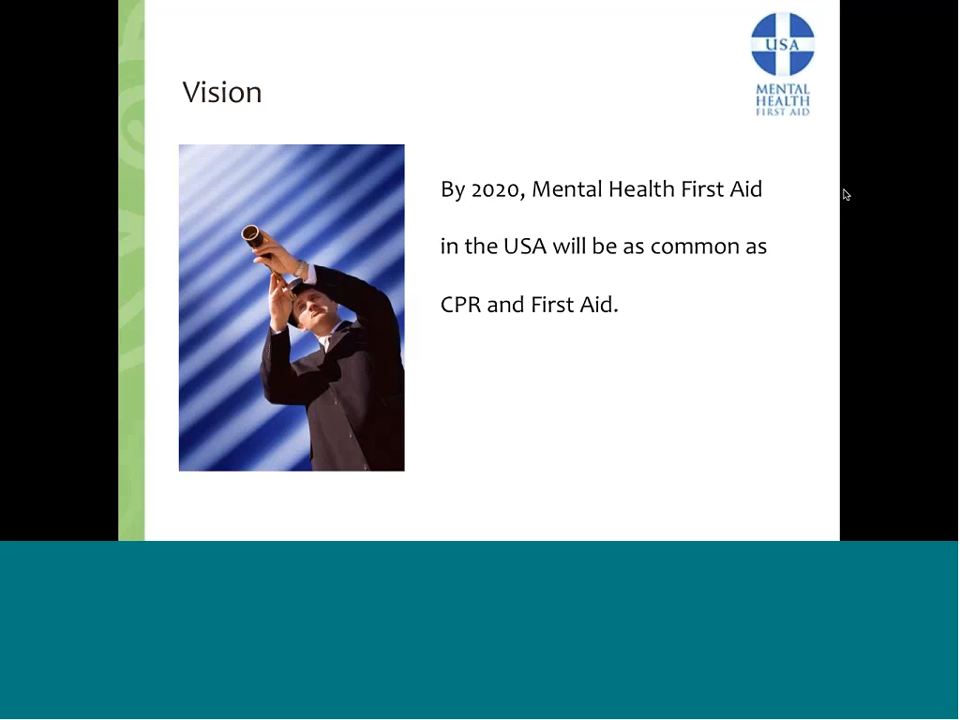 USA
MENTAL
HEALTH
FIRST AID
Vision
By 2020, Mental Health First Aid
in the USA will be as common as
CPR and First Aid.